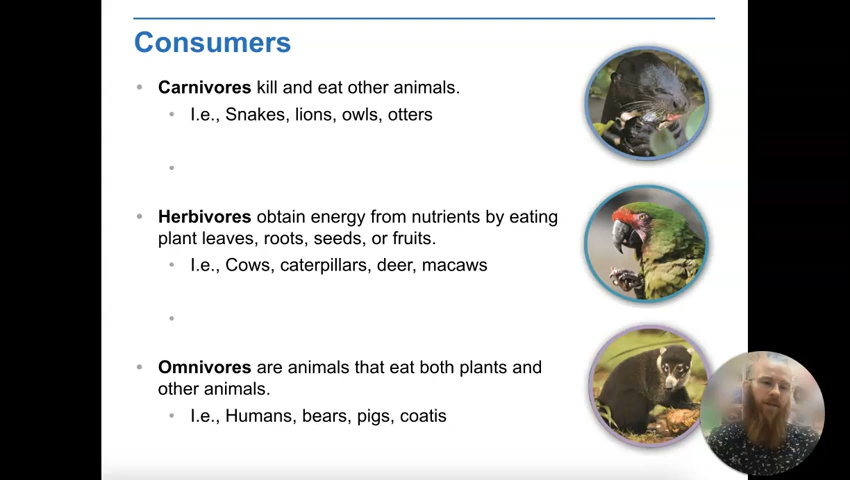 Consumers
Carnivores kill and eat other animals.
I.e., Snakes, lions, owls, otters
Herbivores obtain energy from nutrients by eating
plant leaves, roots, seeds, or fruits.
I.e., Cows, caterpillars, deer, macaws
Omnivores are animals that eat both plants and
other animals.
I.e., Humans, bears, pigs, coatis